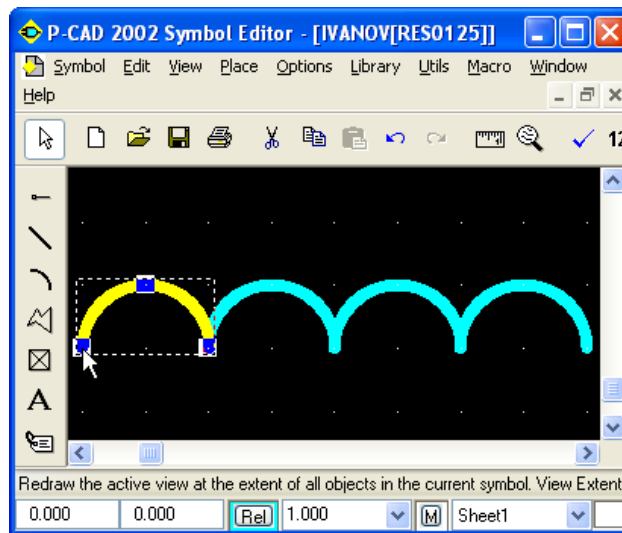 P-CAD 2002 Symbol Editor - [IVANOV[RES0125]]
Symbol Edit View Place Options Library Utils Macro Window
Help
12
A
Redraw the active view at the extent of all objects in the current symbol. View Extent
0.000 0.000 Rel 1.000 M Sheet1